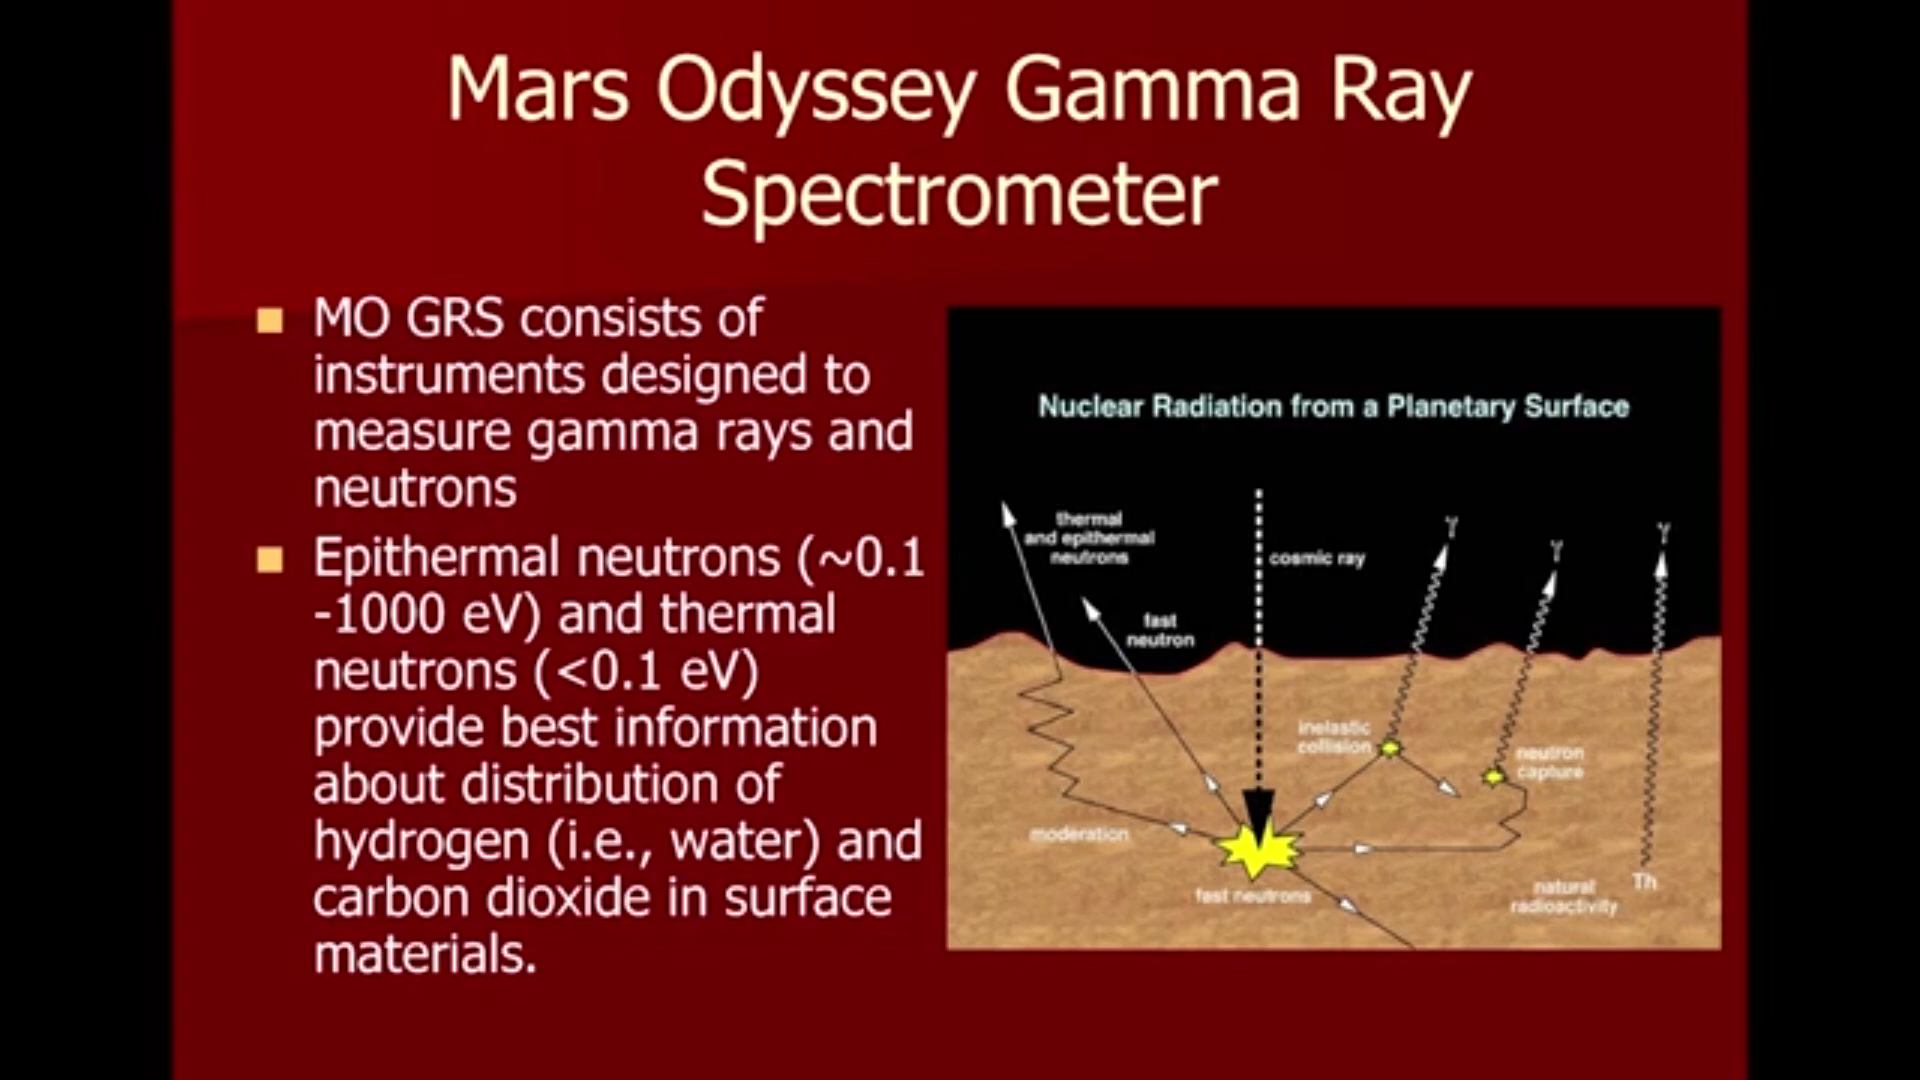 Mars Odyssey Gamma Ray
Spectrometer
MO GRS consists of
instruments designed to
measure gamma rays and
neutrons
Epithermal neutrons (~0.1
-1000 eV) and thermal
neutrons (<0.1 eV)
provide best information
about distribution of
hydrogen (i.e., water) and
carbon dioxide in surface
materials.
Nuclear Radiation from a Planetary Surface
thermal
and epithermal
neutrons
cosmic ray
fast
neutron
γ
γ
γ
inelastic
collision
neutron
capture
moderation
fast neutrons
natural
radioactivity
Th